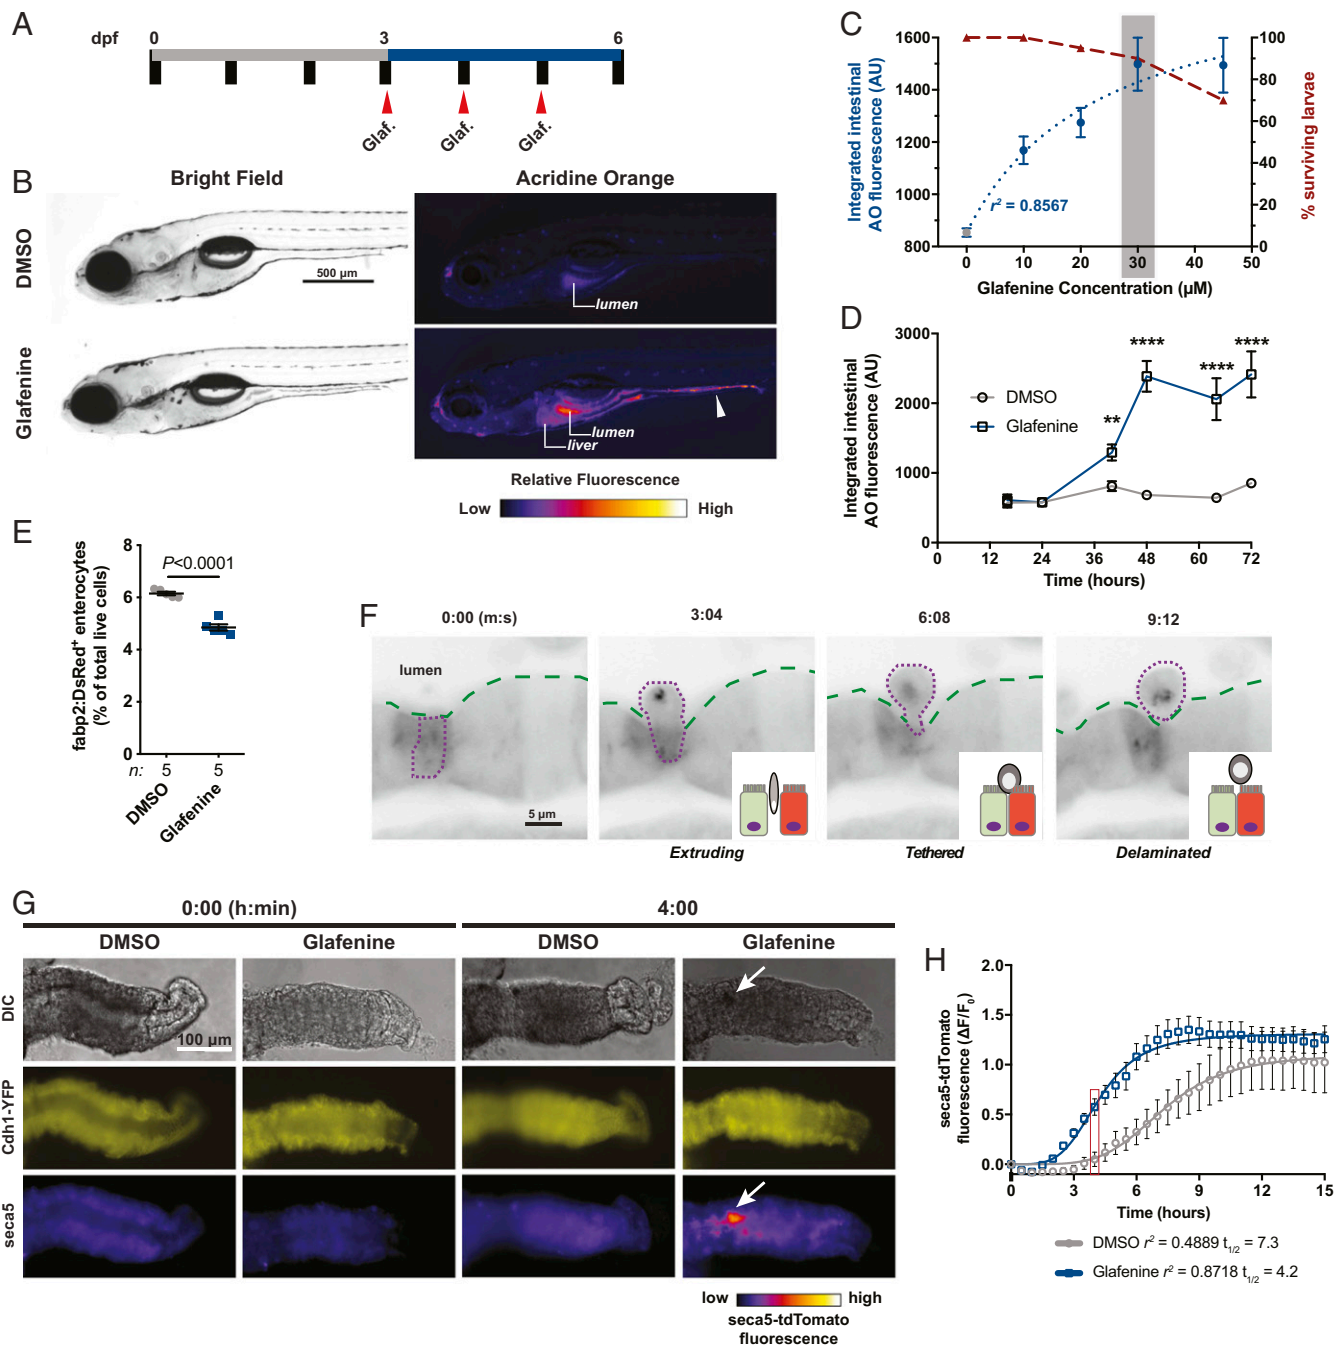 A
dpf
0
3
6
Glaf.
Glaf.
Glaf.
B
Bright Field
Acridine Orange
DMSO
500 µm
lumen
Glafenine
lumen
liver
Relative Fluorescence
Low
High
C
Integrated intestinal
AO fluorescence (AU)
1600
1400
1200
1000
800
r² = 0.8567
100
80
60
40
20
0
% surviving larvae
0
10
20
30
40
50
Glafenine Concentration (µM)
D
Integrated intestinal
AO fluorescence (AU)
3000
2000
1000
0
DMSO
Glafenine
**
****
****
****
0
12
24
36
48
60
72
Time (hours)
E
fabp2:DsRed⁺ enterocytes
(% of total live cells)
8
6
4
2
0
P<0.0001
n:
5
5
DMSO
Glafenine
F
0:00 (m:s)
3:04
6:08
9:12
lumen
5 µm
Extruding
Tethered
Delaminated
G
0:00 (h:min)
4:00
DMSO
Glafenine
DMSO
Glafenine
DIC
100 µm
Cdh1-YFP
seca5
low
high
seca5-tdTomato
fluorescence
H
seca5-tdTomato
fluorescence (ΔF/F₀)
2.0
1.5
1.0
0.5
0.0
0
3
6
9
12
15
Time (hours)
DMSO r² = 0.4889 t1/2 = 7.3
Glafenine r² = 0.8718 t1/2 = 4.2